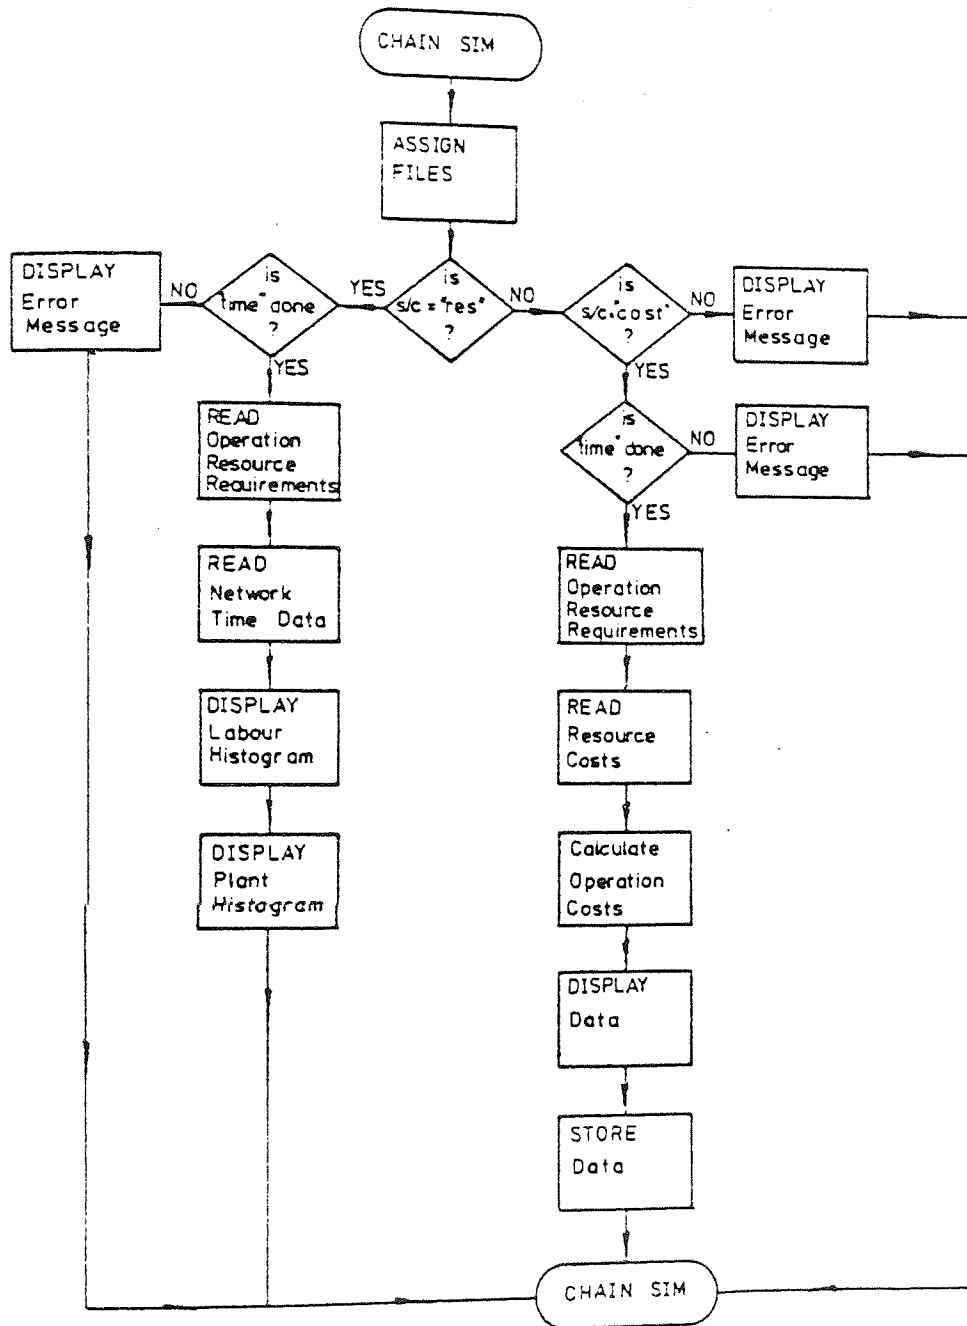 CHAIN SIM
ASSIGN
FILES
DISPLAY
Error
Message
NO
is
"time" done
?
YES
is
s/c = "res"
?
NO
is
s/c="cost"
?
NO
DISPLAY
Error
Message
YES
YES
READ
Operation
Resource
Requirements
is
"time" done
?
NO
DISPLAY
Error
Message
YES
READ
Network
Time Data
READ
Operation
Resource
Requirements
DISPLAY
Labour
Histogram
READ
Resource
Costs
DISPLAY
Plant
Histogram
Calculate
Operation
Costs
DISPLAY
Data
STORE
Data
CHAIN SIM